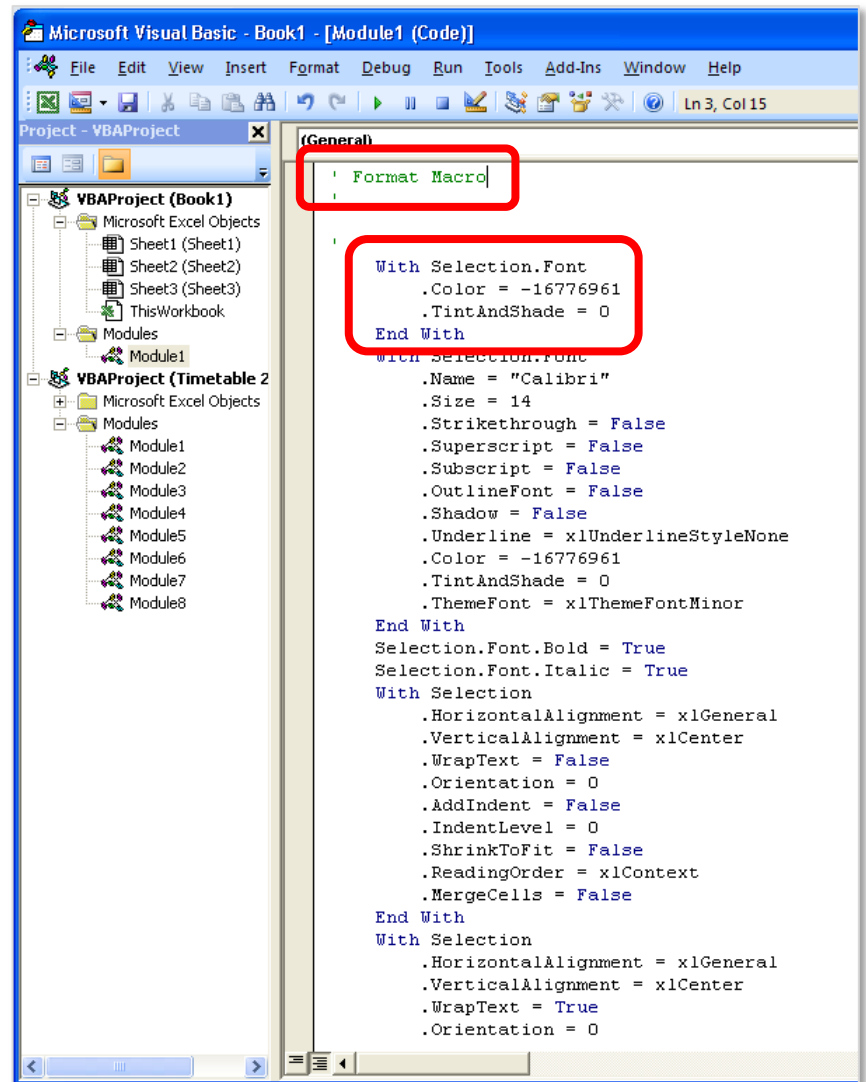 Microsoft Visual Basic - Book1 - [Module1 (Code)]
File Edit View Insert Format Debug Run Tools Add-Ins Window Help
Ln 3, Col 15
Project - VBAProject
VBAProject (Book1)
Microsoft Excel Objects
Sheet1 (Sheet1)
Sheet2 (Sheet2)
Sheet3 (Sheet3)
ThisWorkbook
Modules
Module1
VBAProject (Timetable 2
Microsoft Excel Objects
Modules
Module1
Module2
Module3
Module4
Module5
Module6
Module7
Module8
(General)
' Format Macro
'
'
With Selection.Font
.Color = -16776961
.TintAndShade = 0
End With
With Selection.Font
.Name = "Calibri"
.Size = 14
.Strikethrough = False
.Superscript = False
.Subscript = False
.OutlineFont = False
.Shadow = False
.Underline = xlUnderlineStyleNone
.Color = -16776961
.TintAndShade = 0
.ThemeFont = xlThemeFontMinor
End With
Selection.Font.Bold = True
Selection.Font.Italic = True
With Selection
.HorizontalAlignment = xlGeneral
.VerticalAlignment = xlCenter
.WrapText = False
.Orientation = 0
.AddIndent = False
.IndentLevel = 0
.ShrinkToFit = False
.ReadingOrder = xlContext
.MergeCells = False
End With
With Selection
.HorizontalAlignment = xlGeneral
.VerticalAlignment = xlCenter
.WrapText = True
.Orientation = 0